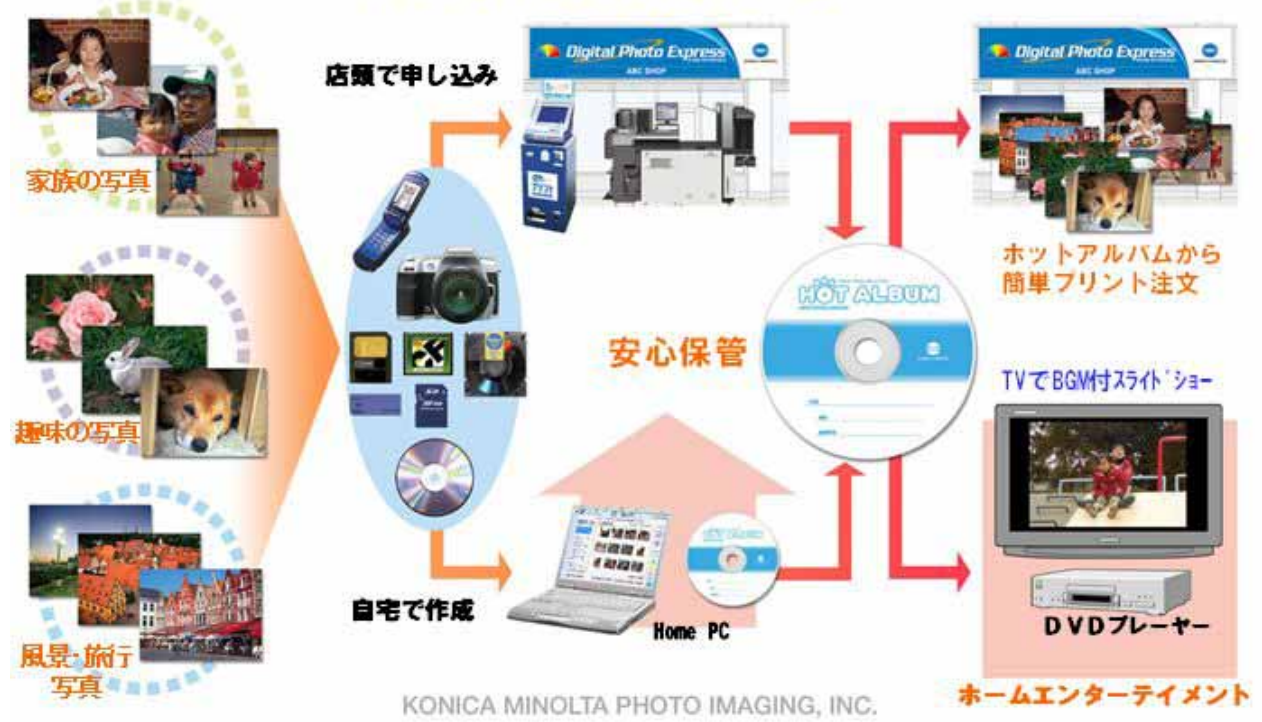 家族の写真
趣味の写真
風景・旅行
写真
店頭で申し込み
Digital Photo Express
ABC SHOP
自宅で作成
Home PC
安心保管
HOT ALBUM
HOT ALBUM
Digital Photo Express
ABC SHOP
ホットアルバムから
簡単プリント注文
TVでBGM付スライドショー
DVDプレーヤー
ホームエンターテイメント
KONICA MINOLTA PHOTO IMAGING, INC.